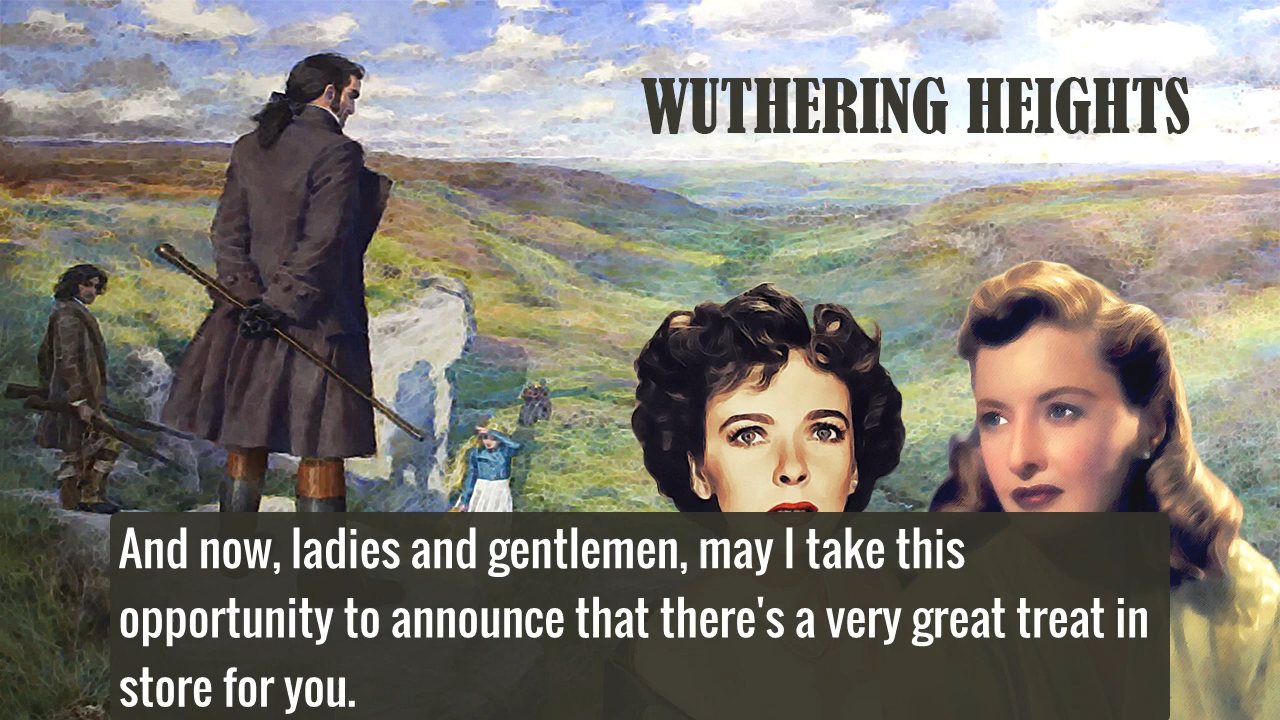 WUTHERING HEIGHTS
And now, ladies and gentlemen, may I take this
opportunity to announce that there's a very great treat in
store for you.